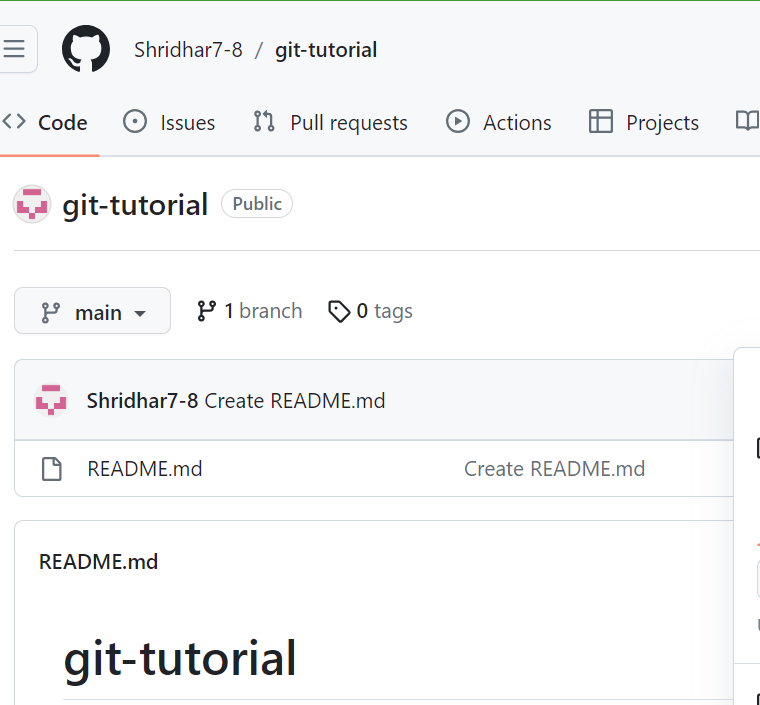 Shridhar7-8 / git-tutorial
Code Issues Pull requests Actions Projects
git-tutorial Public
main 1 branch 0 tags
Shridhar7-8 Create README.md
README.md Create README.md
README.md
git-tutorial